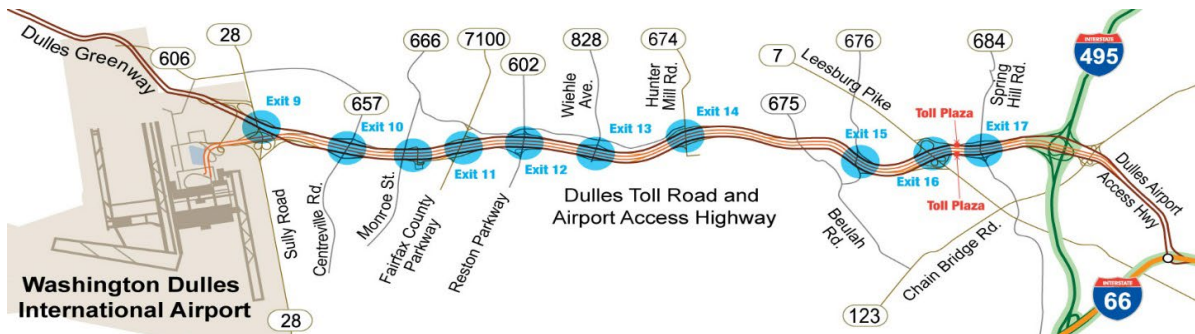 Dulles Greenway
606
28
666
7100
602
828
674
7
676
684
INTERSTATE
495
Exit 9
657
Exit 10
Exit 11
Exit 12
Wiehle
Ave.
Exit 13
Hunter
Mill Rd.
Exit 14
675
Leesburg Pike
Exit 15
Exit 16
Toll Plaza
Toll Plaza
Spring
Hill Rd.
Exit 17
Sully Road
Centreville Rd.
Monroe St.
Fairfax County
Parkway
Reston Parkway
Dulles Toll Road and
Airport Access Highway
Beulah
Rd.
Chain Bridge Rd.
Dulles Airport
Access Hwy
Washington Dulles
International Airport
28
123
INTERSTATE
66